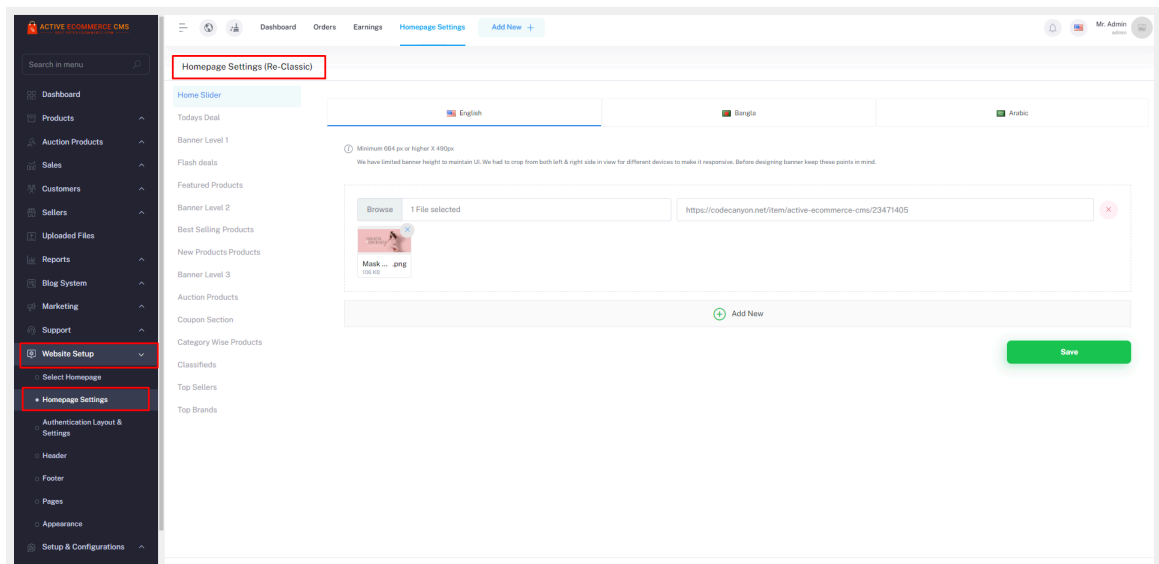 ACTIVE ECOMMERCE CMS
Search in menu
Dashboard
Products
Auction Products
Sales
Customers
Sellers
Uploaded Files
Reports
Blog System
Marketing
Support
Website Setup
Select Homepage
Homepage Settings
Authentication Layout &
Settings
Header
Footer
Pages
Appearance
Setup & Configurations
Dashboard Orders Earnings Homepage Settings Add New +
Mr. Admin
admin
Homepage Settings (Re-Classic)
Home Slider
Todays Deal
Banner Level 1
Flash deals
Featured Products
Banner Level 2
Best Selling Products
New Products Products
Banner Level 3
Auction Products
Coupon Section
Category Wise Products
Classifieds
Top Sellers
Top Brands
English Bangla Arabic
Minimum 664 px or higher X 490px
We have limited banner height to maintain UI. We had to crop from both left & right side in view for different devices to make it responsive. Before designing banner keep these points in mind.
Browse 1 File selected https://codecanyon.net/item/active-ecommerce-cms/23471405
Mask ... .png
106 KB
Add New
Save